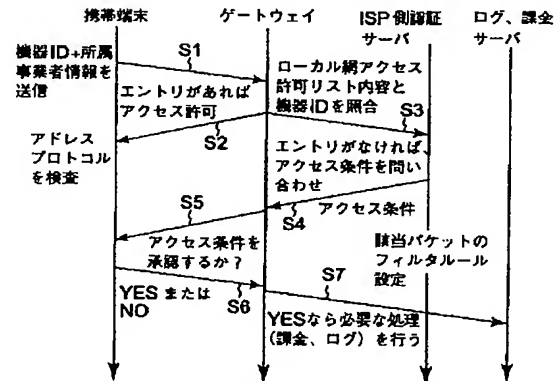 携帯端末
ゲートウェイ
ISP側認証
サーバ
ログ、課金
サーバ
機器ID+所属
事業者情報を
送信
S1
ローカル網アクセス
許可リスト内容と
機器IDを照合
エントリがあれば
アクセス許可
S2
S3
アドレス
プロトコル
を検査
エントリがなければ、
アクセス条件を問い
合わせ
S4
アクセス条件
S5
アクセス条件を
承認するか?
該当パケットの
フィルタルール
設定
YESまたは
NO
S6
S7
YESなら必要な処理
(課金、ログ)を行う